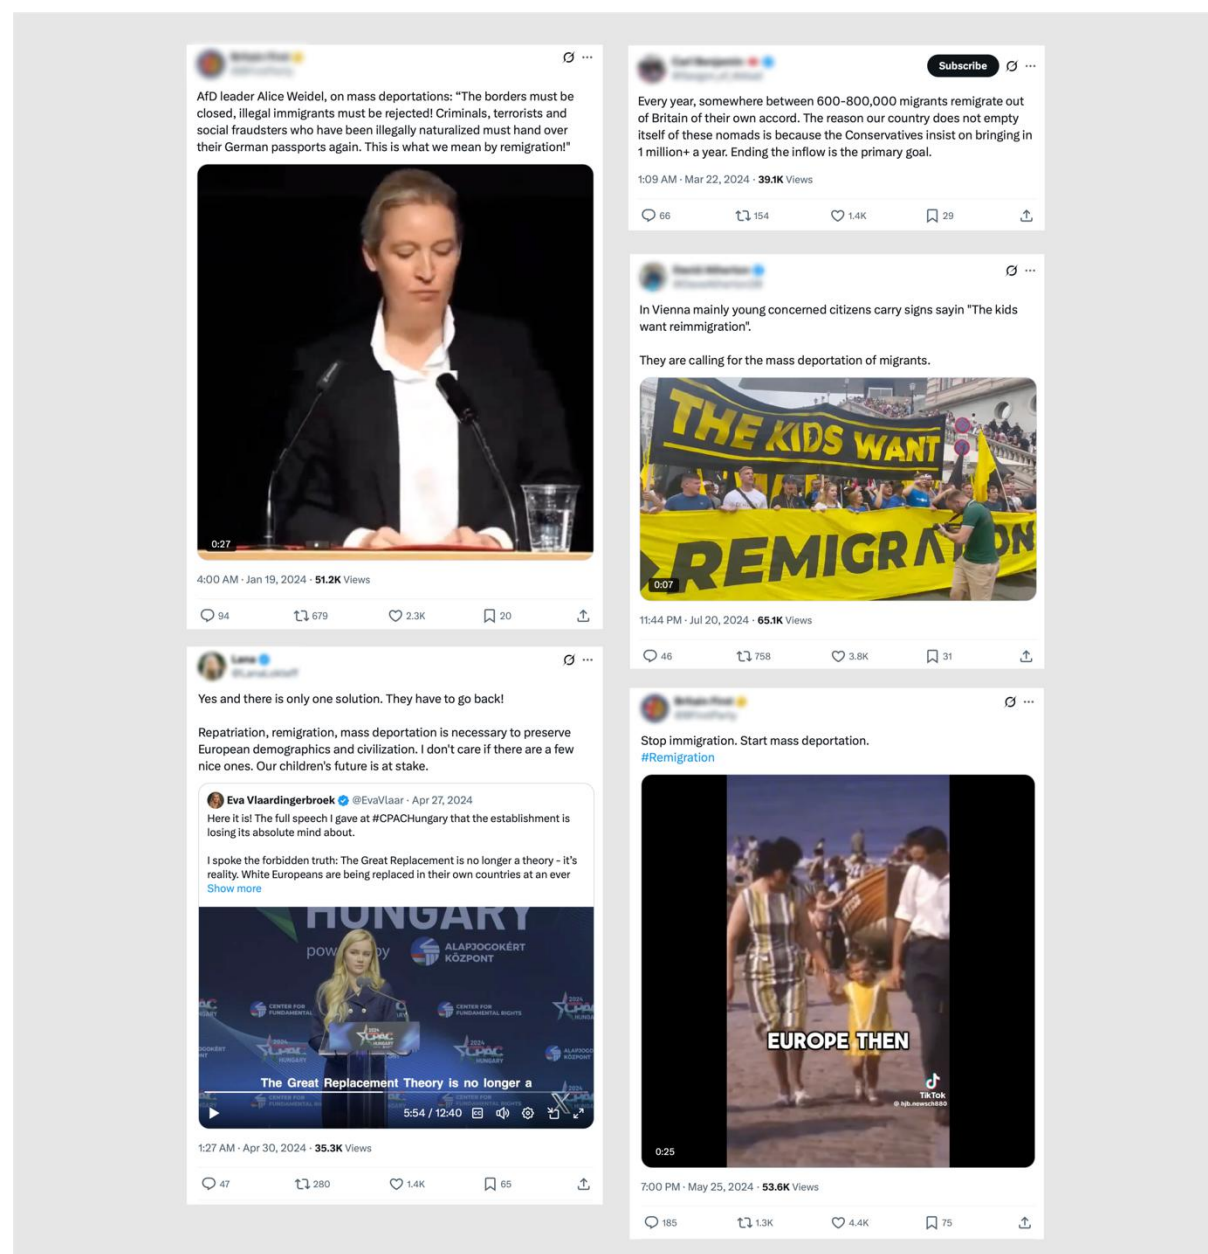 AfD leader Alice Weidel, on mass deportations: “The borders must be
closed, illegal immigrants must be rejected! Criminals, terrorists and
social fraudsters who have been illegally naturalized must hand over
their German passports again. This is what we mean by remigration!"
0:27
4:00 AM · Jan 19, 2024 · 51.2K Views
94 679 2.3K 20
Yes and there is only one solution. They have to go back!
Repatriation, remigration, mass deportation is necessary to preserve
European demographics and civilization. I don't care if there are a few
nice ones. Our children's future is at stake.
Eva Vlaardingerbroek @EvaVlaar · Apr 27, 2024
Here it is! The full speech I gave at #CPACHungary that the establishment is
losing its absolute mind about.
I spoke the forbidden truth: The Great Replacement is no longer a theory - it's
reality. White Europeans are being replaced in their own countries at an ever
Show more
HUNGARY
powered by
ALAPJOGOKÉRT
KÖZPONT
CENTER FOR
FUNDAMENTAL RIGHTS
CPAC
HUNGARY
The Great Replacement Theory is no longer a
5:54 / 12:40
1:27 AM · Apr 30, 2024 · 35.3K Views
47 280 1.4K 65
Subscribe
Every year, somewhere between 600-800,000 migrants remigrate out
of Britain of their own accord. The reason our country does not empty
itself of these nomads is because the Conservatives insist on bringing in
1 million+ a year. Ending the inflow is the primary goal.
1:09 AM · Mar 22, 2024 · 39.1K Views
66 154 1.4K 29
In Vienna mainly young concerned citizens carry signs sayin "The kids
want reimmigration".
They are calling for the mass deportation of migrants.
THE KIDS WANT
REMIGRATION
0:07
11:44 PM · Jul 20, 2024 · 65.1K Views
46 758 3.8K 31
Stop immigration. Start mass deportation.
#Remigration
EUROPE THEN
TikTok
@hjb.newsch880
0:25
7:00 PM · May 25, 2024 · 53.6K Views
185 1.3K 4.4K 75